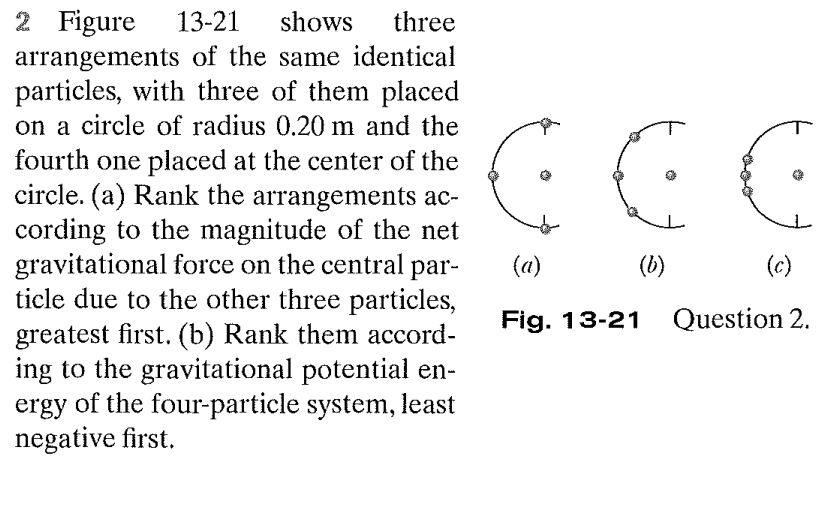 2 Figure 13-21 shows three
arrangements of the same identical
particles, with three of them placed
on a circle of radius 0.20 m and the
fourth one placed at the center of the
circle. (a) Rank the arrangements ac-
cording to the magnitude of the net
gravitational force on the central par-
ticle due to the other three particles,
greatest first. (b) Rank them accord-
ing to the gravitational potential en-
ergy of the four-particle system, least
negative first.
(a) (b) (c)
Fig. 13-21 Question 2.